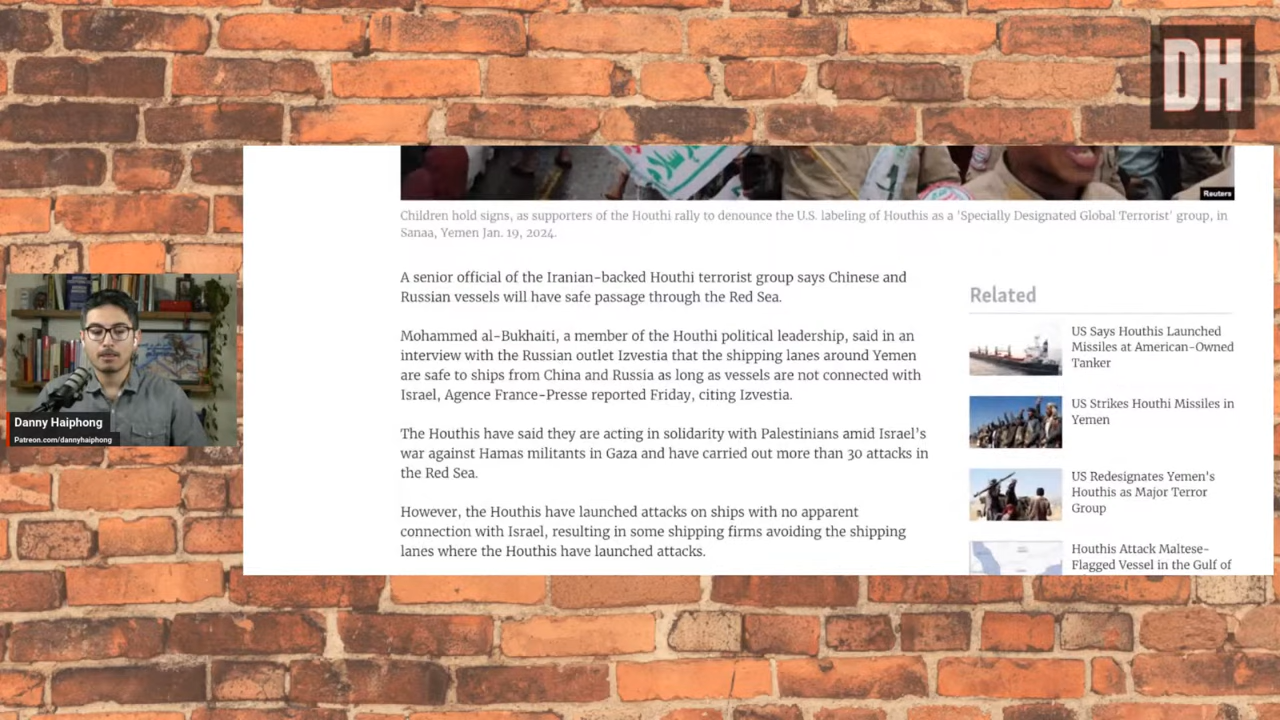 DH
Reuters
Children hold signs, as supporters of the Houthi rally to denounce the U.S. labeling of Houthis as a 'Specially Designated Global Terrorist' group, in
Sanaa, Yemen Jan. 19, 2024.
A senior official of the Iranian-backed Houthi terrorist group says Chinese and
Russian vessels will have safe passage through the Red Sea.
Mohammed al-Bukhaiti, a member of the Houthi political leadership, said in an
interview with the Russian outlet Izvestia that the shipping lanes around Yemen
are safe to ships from China and Russia as long as vessels are not connected with
Israel, Agence France-Presse reported Friday, citing Izvestia.
The Houthis have said they are acting in solidarity with Palestinians amid Israel's
war against Hamas militants in Gaza and have carried out more than 30 attacks in
the Red Sea.
However, the Houthis have launched attacks on ships with no apparent
connection with Israel, resulting in some shipping firms avoiding the shipping
lanes where the Houthis have launched attacks.
Related
US Says Houthis Launched
Missiles at American-Owned
Tanker
US Strikes Houthi Missiles in
Yemen
US Redesignates Yemen's
Houthis as Major Terror
Group
Houthis Attack Maltese-
Flagged Vessel in the Gulf of
Danny Haiphong
Patreon.com/dannyhaiphong